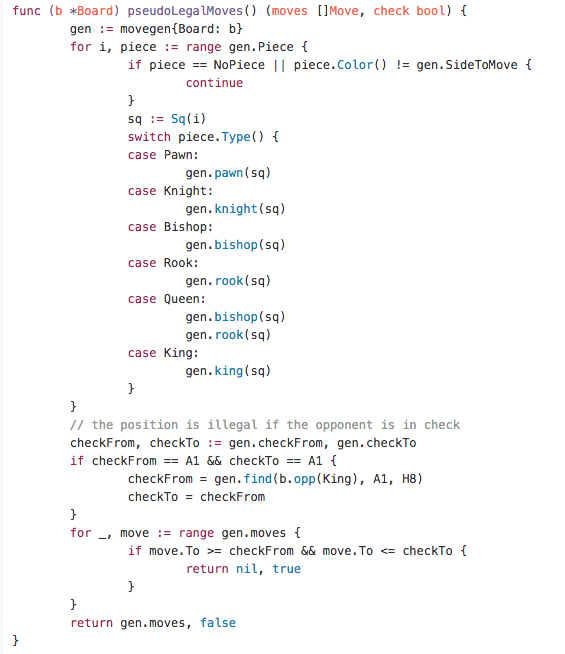 func (b *Board) pseudoLegalMoves() (moves []Move, check bool) {
        gen := movegen{Board: b}
        for i, piece := range gen.Piece {
                if piece == NoPiece || piece.Color() != gen.SideToMove {
                        continue
                }
                sq := Sq(i)
                switch piece.Type() {
                case Pawn:
                        gen.pawn(sq)
                case Knight:
                        gen.knight(sq)
                case Bishop:
                        gen.bishop(sq)
                case Rook:
                        gen.rook(sq)
                case Queen:
                        gen.bishop(sq)
                        gen.rook(sq)
                case King:
                        gen.king(sq)
                }
        }
        // the position is illegal if the opponent is in check
        checkFrom, checkTo := gen.checkFrom, gen.checkTo
        if checkFrom == A1 && checkTo == A1 {
                checkFrom = gen.find(b.opp(King), A1, H8)
                checkTo = checkFrom
        }
        for _, move := range gen.moves {
                if move.To >= checkFrom && move.To <= checkTo {
                        return nil, true
                }
        }
        return gen.moves, false
}